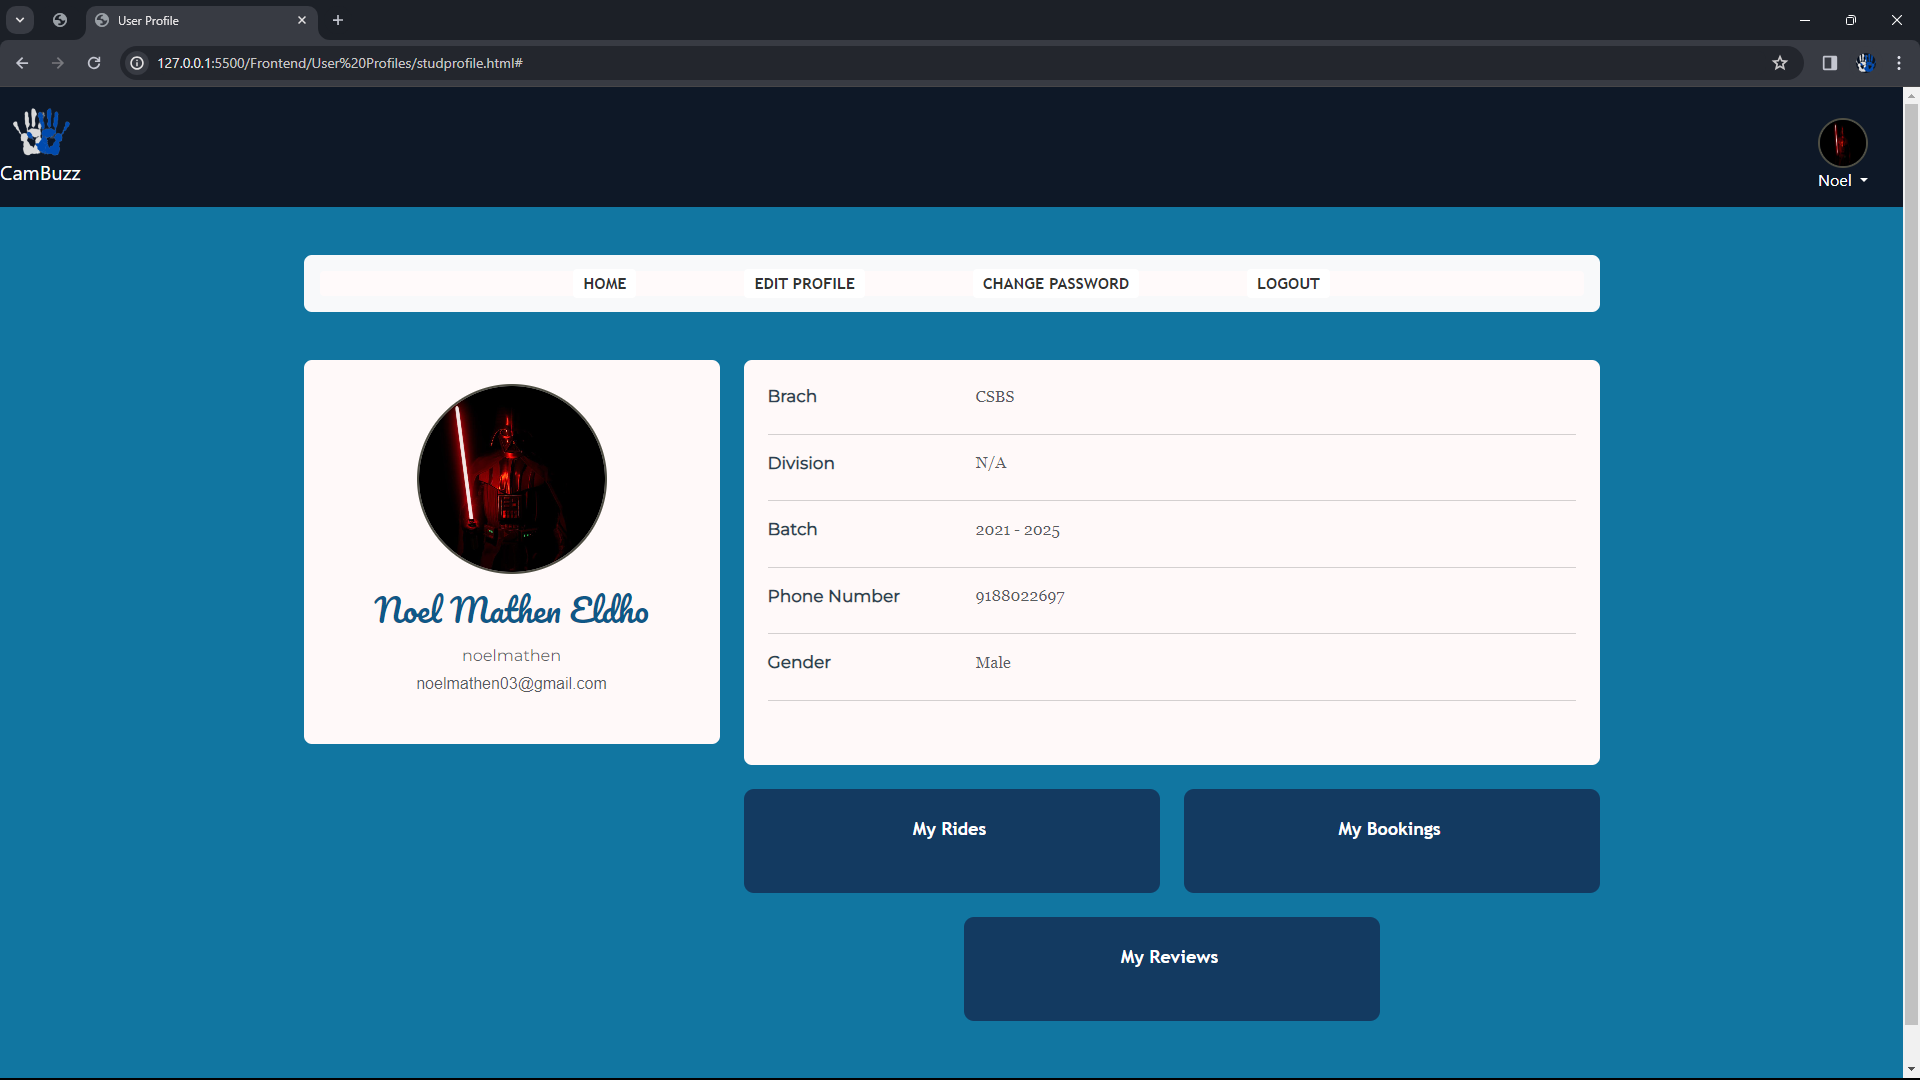 User Profile
127.0.0.1:5500/Frontend/User%20Profiles/studprofile.html#
CamBuzz
Noel
HOME EDIT PROFILE CHANGE PASSWORD LOGOUT
Noel Mathen Eldho
noelmathen
noelmathen03@gmail.com
Brach CSBS
Division N/A
Batch 2021 - 2025
Phone Number 9188022697
Gender Male
My Rides My Bookings
My Reviews